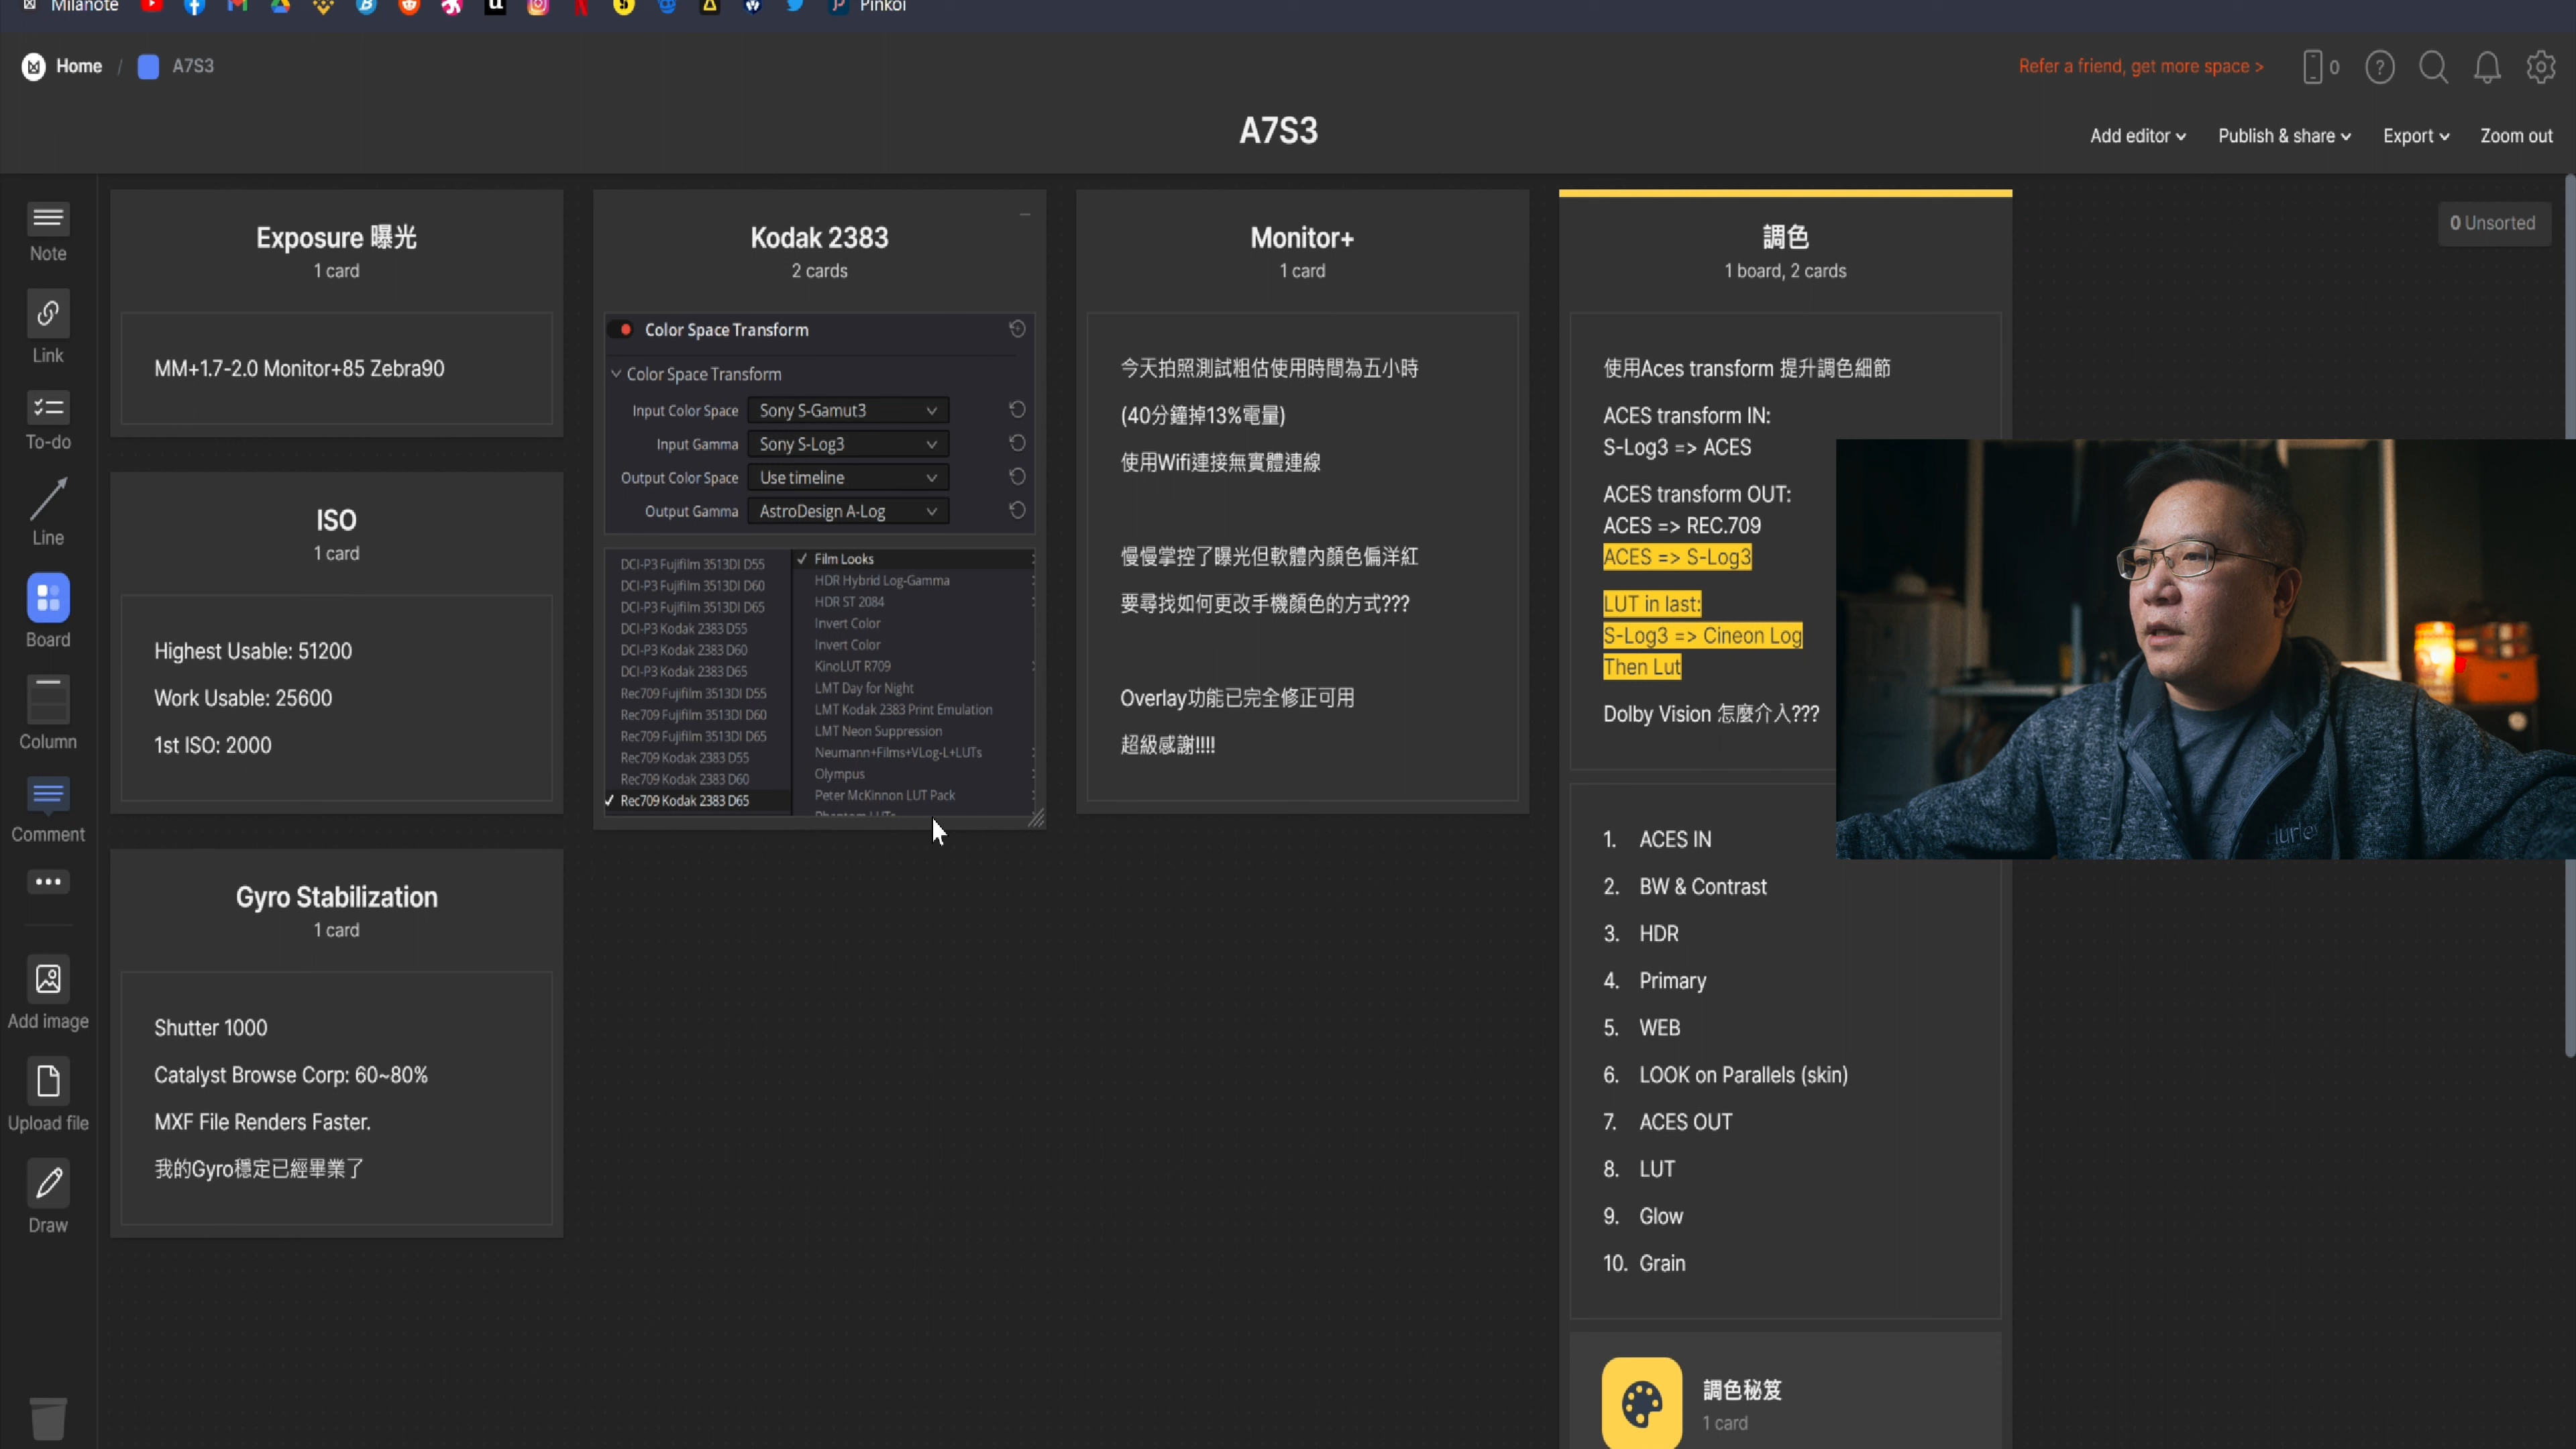 Milanote
Pinkoi
Home / A7S3
Refer a friend, get more space >
0
A7S3
Add editor
Publish & share
Export
Zoom out
0 Unsorted
Note
Link
To-do
Line
Board
Column
Comment
Add image
Upload file
Draw
Exposure 曝光
1 card
MM+1.7-2.0 Monitor+85 Zebra90
ISO
1 card
Highest Usable: 51200
Work Usable: 25600
1st ISO: 2000
Gyro Stabilization
1 card
Shutter 1000
Catalyst Browse Corp: 60~80%
MXF File Renders Faster.
我的Gyro穩定已經畢業了
Kodak 2383
2 cards
Color Space Transform
Color Space Transform
Input Color Space Sony S-Gamut3
Input Gamma Sony S-Log3
Output Color Space Use timeline
Output Gamma AstroDesign A-Log
DCI-P3 Fujifilm 3513DI D55
DCI-P3 Fujifilm 3513DI D60
DCI-P3 Fujifilm 3513DI D65
DCI-P3 Kodak 2383 D55
DCI-P3 Kodak 2383 D60
DCI-P3 Kodak 2383 D65
Rec709 Fujifilm 3513DI D55
Rec709 Fujifilm 3513DI D60
Rec709 Fujifilm 3513DI D65
Rec709 Kodak 2383 D55
Rec709 Kodak 2383 D60
Rec709 Kodak 2383 D65
Film Looks
HDR Hybrid Log-Gamma
HDR ST 2084
Invert Color
Invert Color
KinoLUT R709
LMT Day for Night
LMT Kodak 2383 Print Emulation
LMT Neon Suppression
Neumann+Films+VLog-L+LUTs
Olympus
Peter McKinnon LUT Pack
Phantom LUTs
Monitor+
1 card
今天拍照測試粗估使用時間為五小時
(40分鐘掉13%電量)
使用Wifi連接無實體連線
慢慢掌控了曝光但軟體內顏色偏洋紅
要尋找如何更改手機顏色的方式???
Overlay功能已完全修正可用
超級感謝!!!!
調色
1 board, 2 cards
使用Aces transform 提升調色細節
ACES transform IN:
S-Log3 => ACES
ACES transform OUT:
ACES => REC.709
ACES => S-Log3
LUT in last:
S-Log3 => Cineon Log
Then Lut
Dolby Vision 怎麼介入???
1. ACES IN
2. BW & Contrast
3. HDR
4. Primary
5. WEB
6. LOOK on Parallels (skin)
7. ACES OUT
8. LUT
9. Glow
10. Grain
調色秘笈
1 card
Hurley